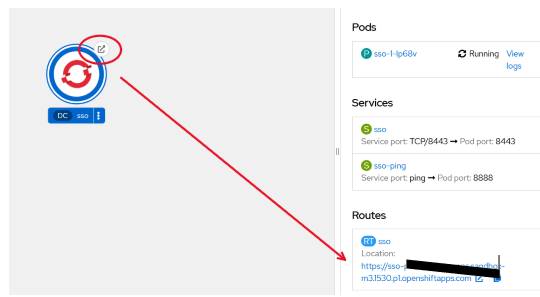 DC sso
Pods
P sso-1-lp68v Running View
logs
Services
S sso
Service port: TCP/8443 → Pod port: 8443
S sso-ping
Service port: ping → Pod port: 8888
Routes
RT sso
Location:
https://sso-
m3.1530.p1.openshiftapps.com